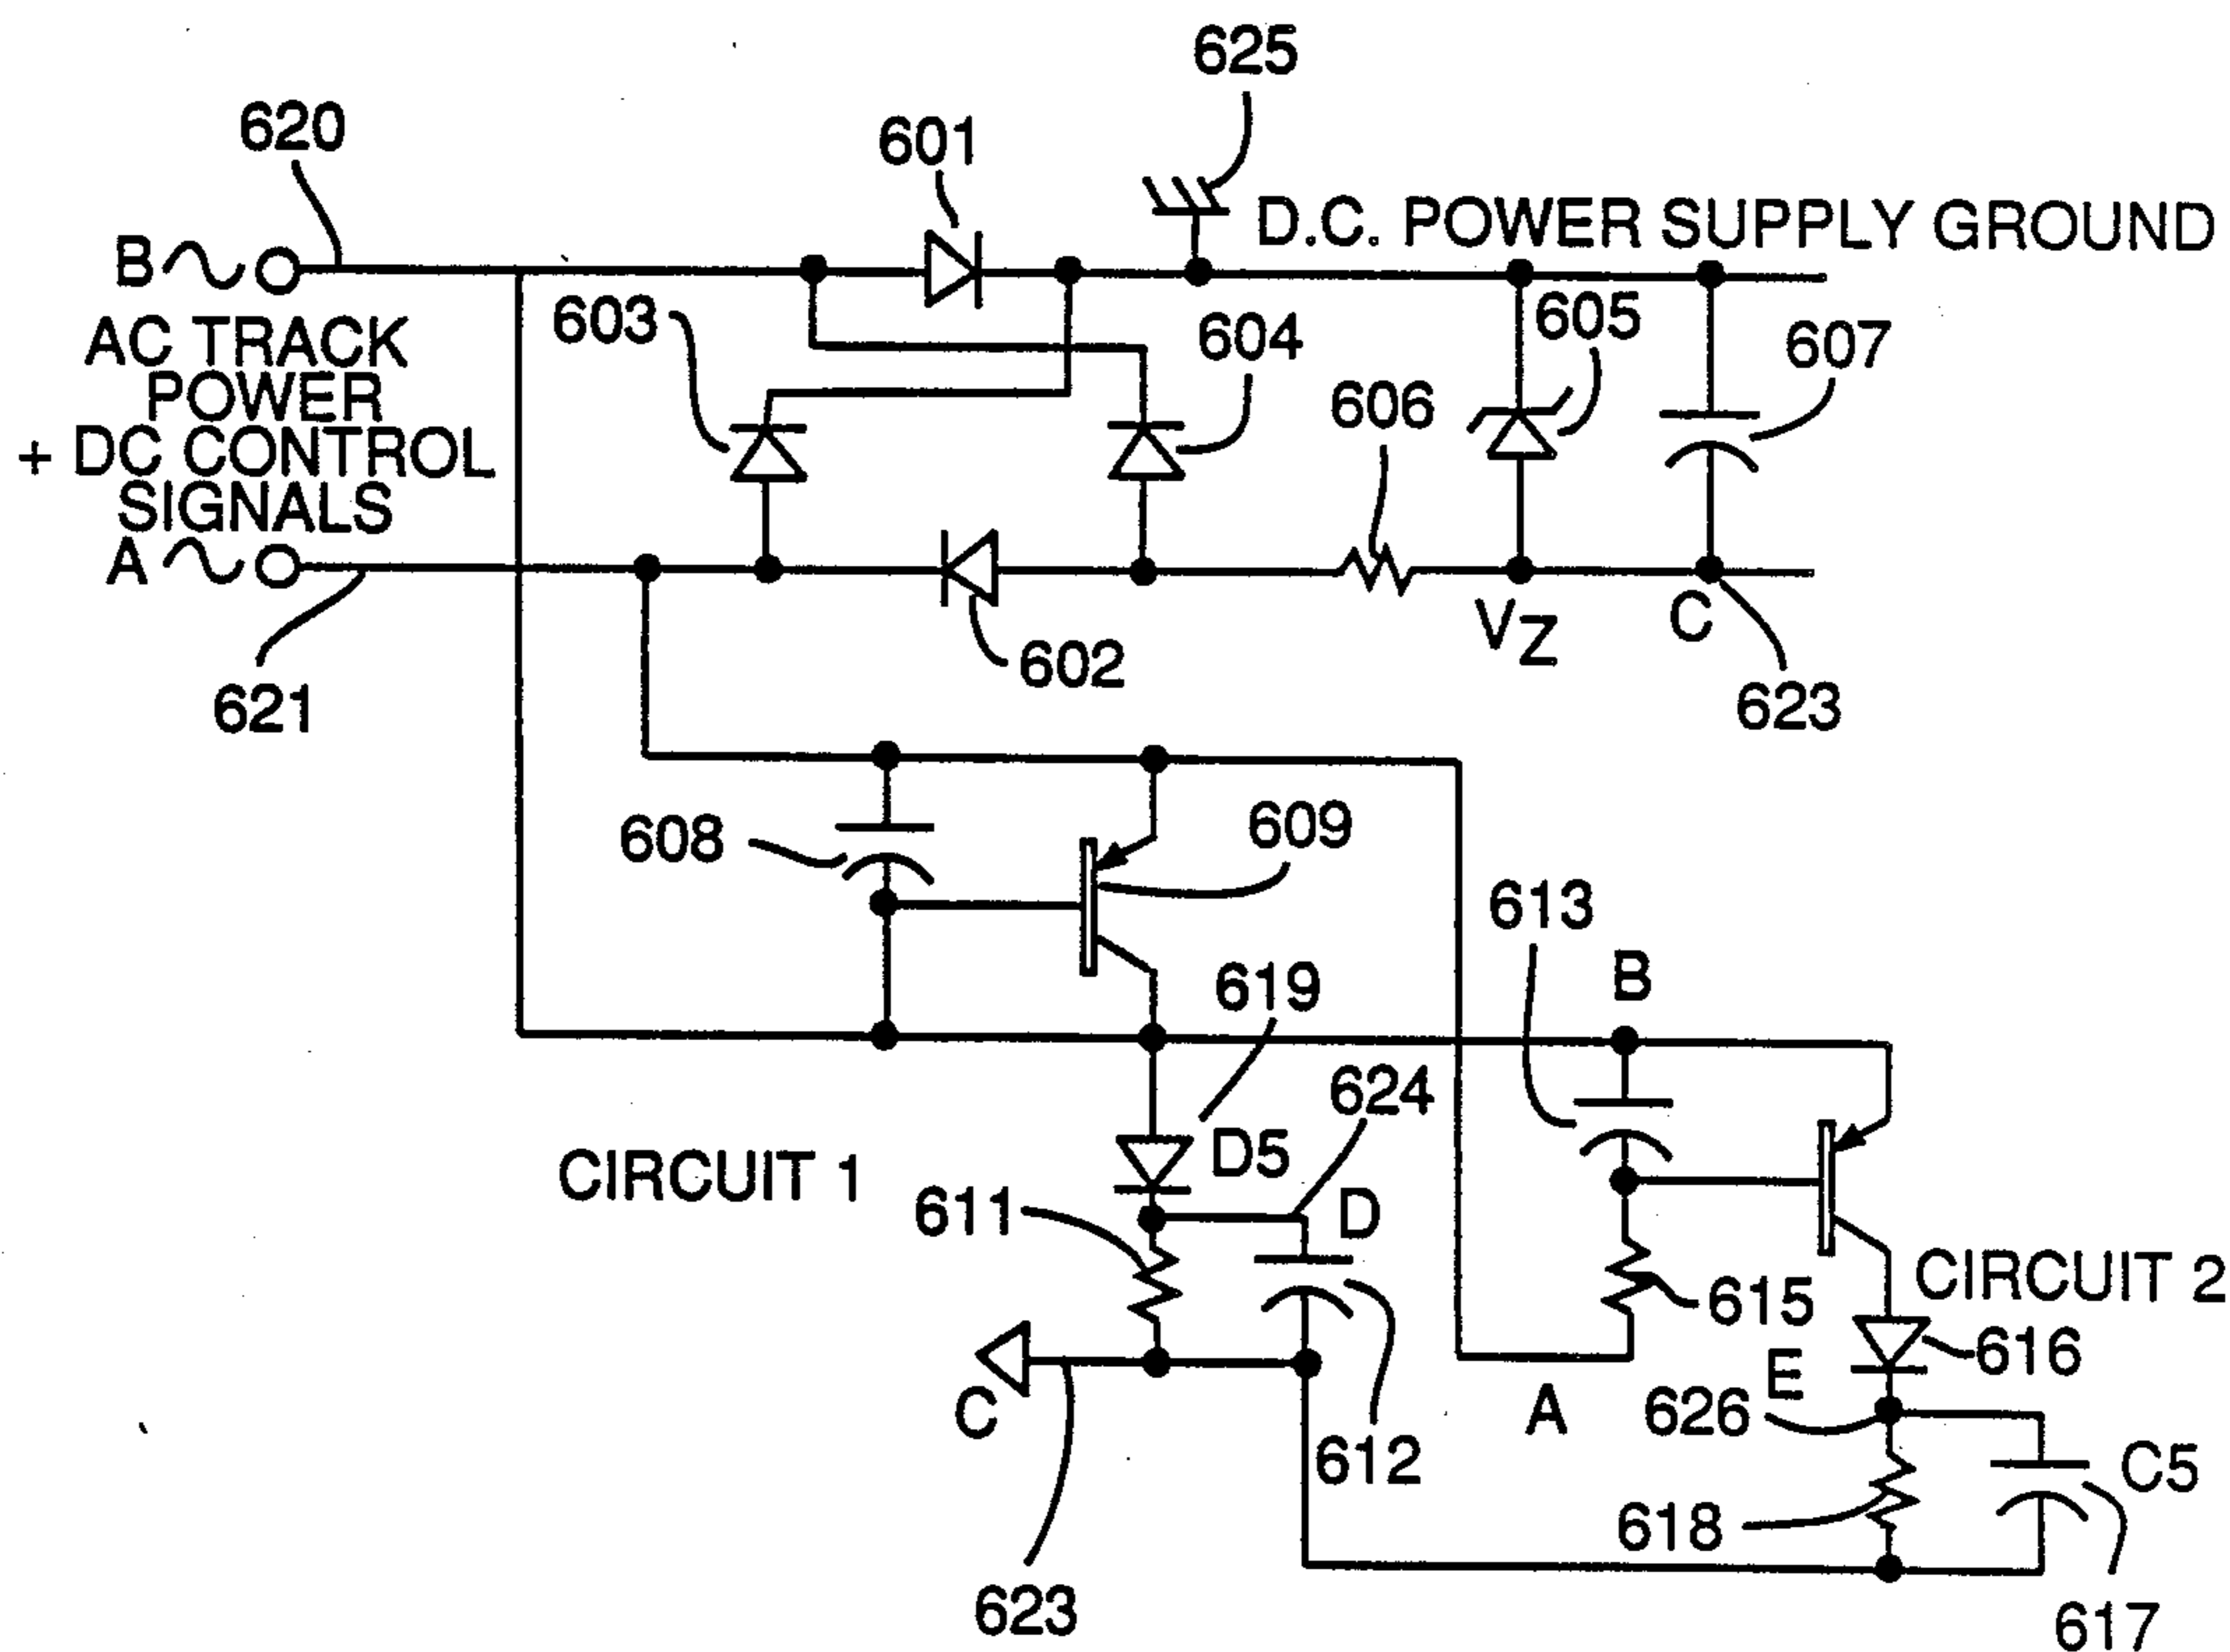 625
620
601
D.C. POWER SUPPLY GROUND
B
603
604
605
607
AC TRACK
POWER
+ DC CONTROL
SIGNALS
606
A
VZ
C
602
621
623
608
609
613
B
619
624
CIRCUIT 1
D5
611
D
CIRCUIT 2
615
616
E
C
A
626
612
C5
618
623
617